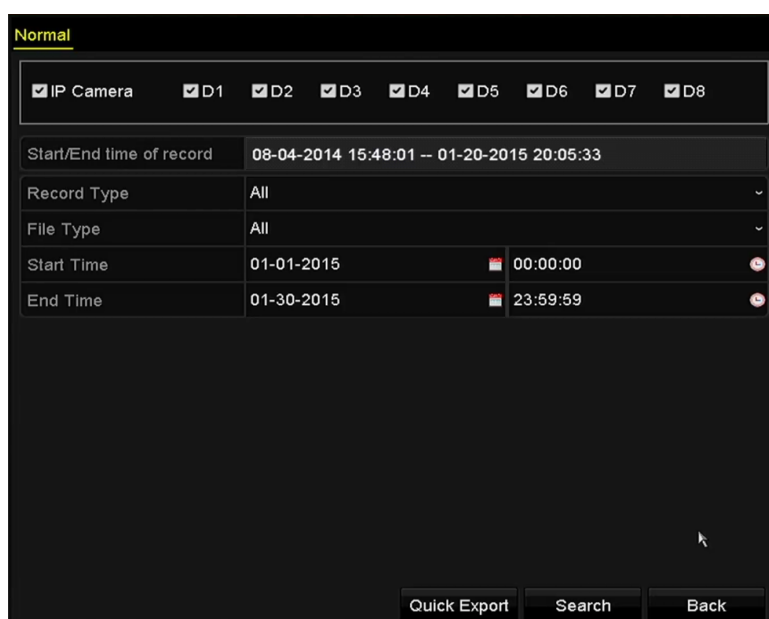 Normal
IP Camera D1 D2 D3 D4 D5 D6 D7 D8
Start/End time of record 08-04-2014 15:48:01 -- 01-20-2015 20:05:33
Record Type All
File Type All
Start Time 01-01-2015 00:00:00
End Time 01-30-2015 23:59:59
Quick Export Search Back